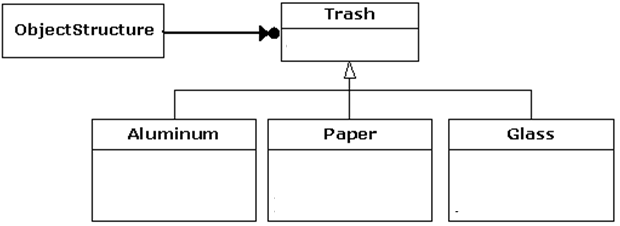 ObjectStructure
Trash
Aluminum
Paper
Glass